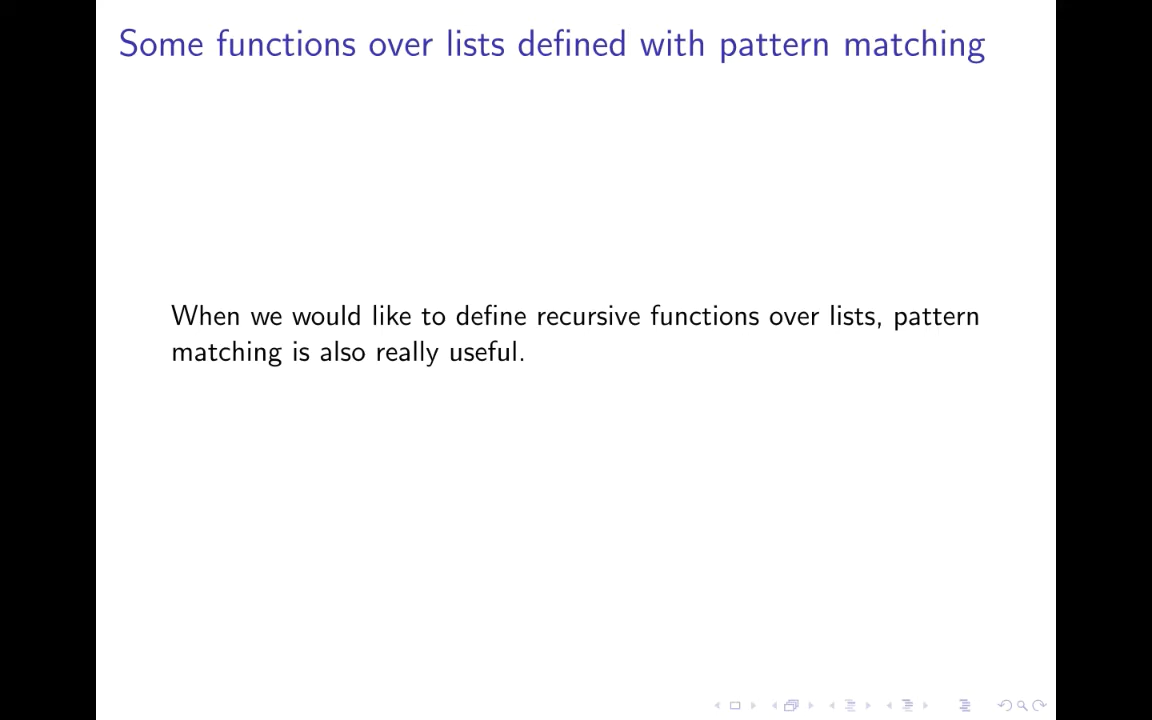 Some functions over lists defined with pattern matching
When we would like to define recursive functions over lists, pattern
matching is also really useful.